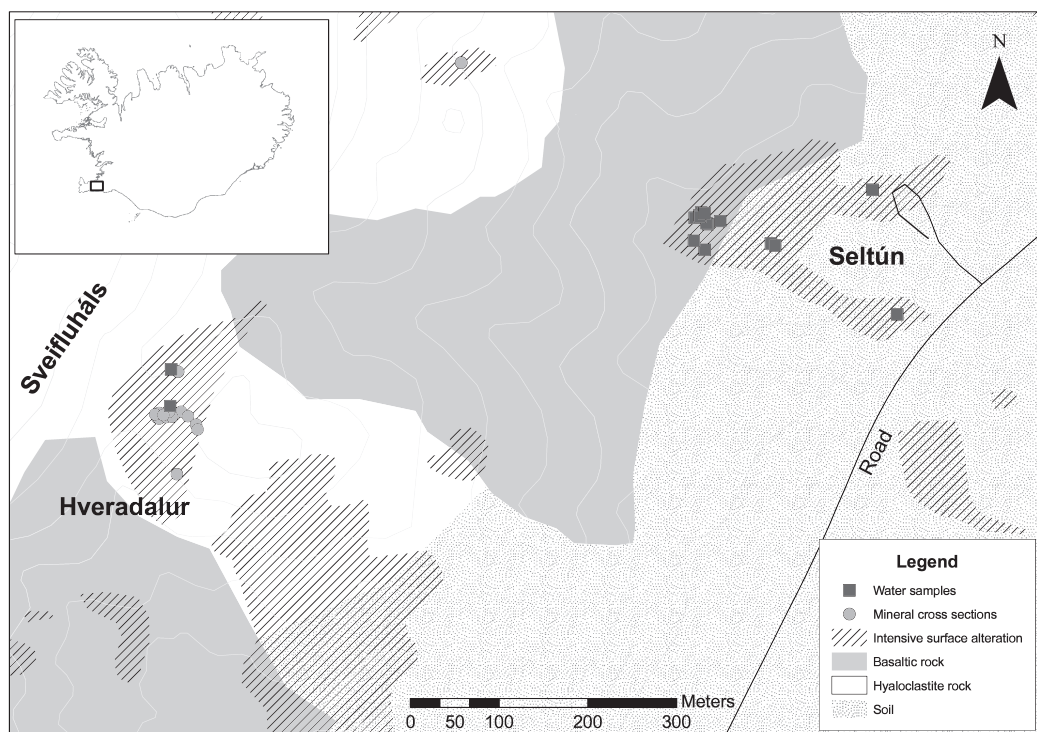 N
Seltún
Sveifluháls
Hveradalur
Road
Legend
Water samples
Mineral cross sections
Intensive surface alteration
Basaltic rock
Hyaloclastite rock
Soil
Meters
0 50 100 200 300